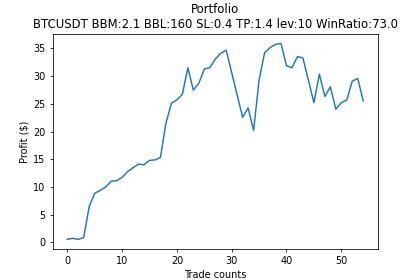 Portfolio
BTCUSDT BBM:2.1 BBL:160 SL:0.4 TP:1.4 lev:10 WinRatio:73.0
Profit ($)
35
30
25
20
15
10
5
0
0 10 20 30 40 50
Trade counts